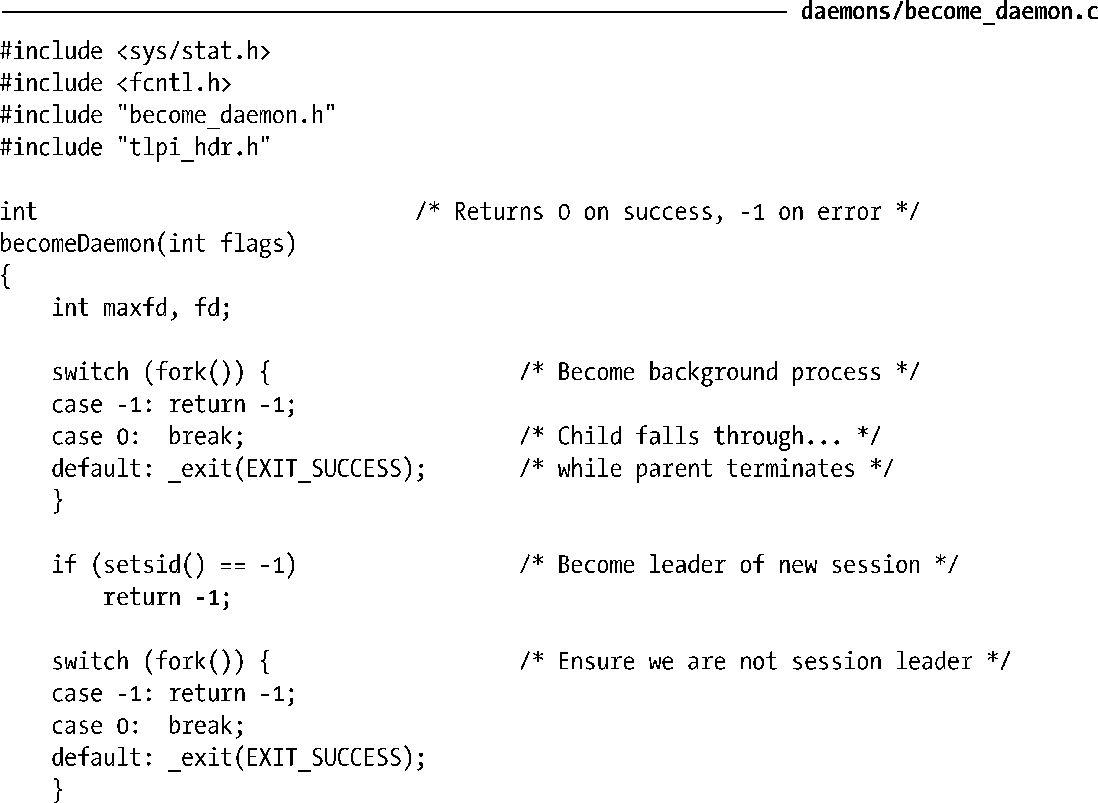 daemons/become_daemon.c
#include <sys/stat.h>
#include <fcntl.h>
#include "become_daemon.h"
#include "tlpi_hdr.h"
int                             /* Returns 0 on success, -1 on error */
becomeDaemon(int flags)
{
    int maxfd, fd;
    switch (fork()) {                   /* Become background process */
    case -1: return -1;
    case 0:  break;                     /* Child falls through... */
    default: _exit(EXIT_SUCCESS);       /* while parent terminates */
    }
    if (setsid() == -1)                 /* Become leader of new session */
        return -1;
    switch (fork()) {                   /* Ensure we are not session leader */
    case -1: return -1;
    case 0:  break;
    default: _exit(EXIT_SUCCESS);
    }